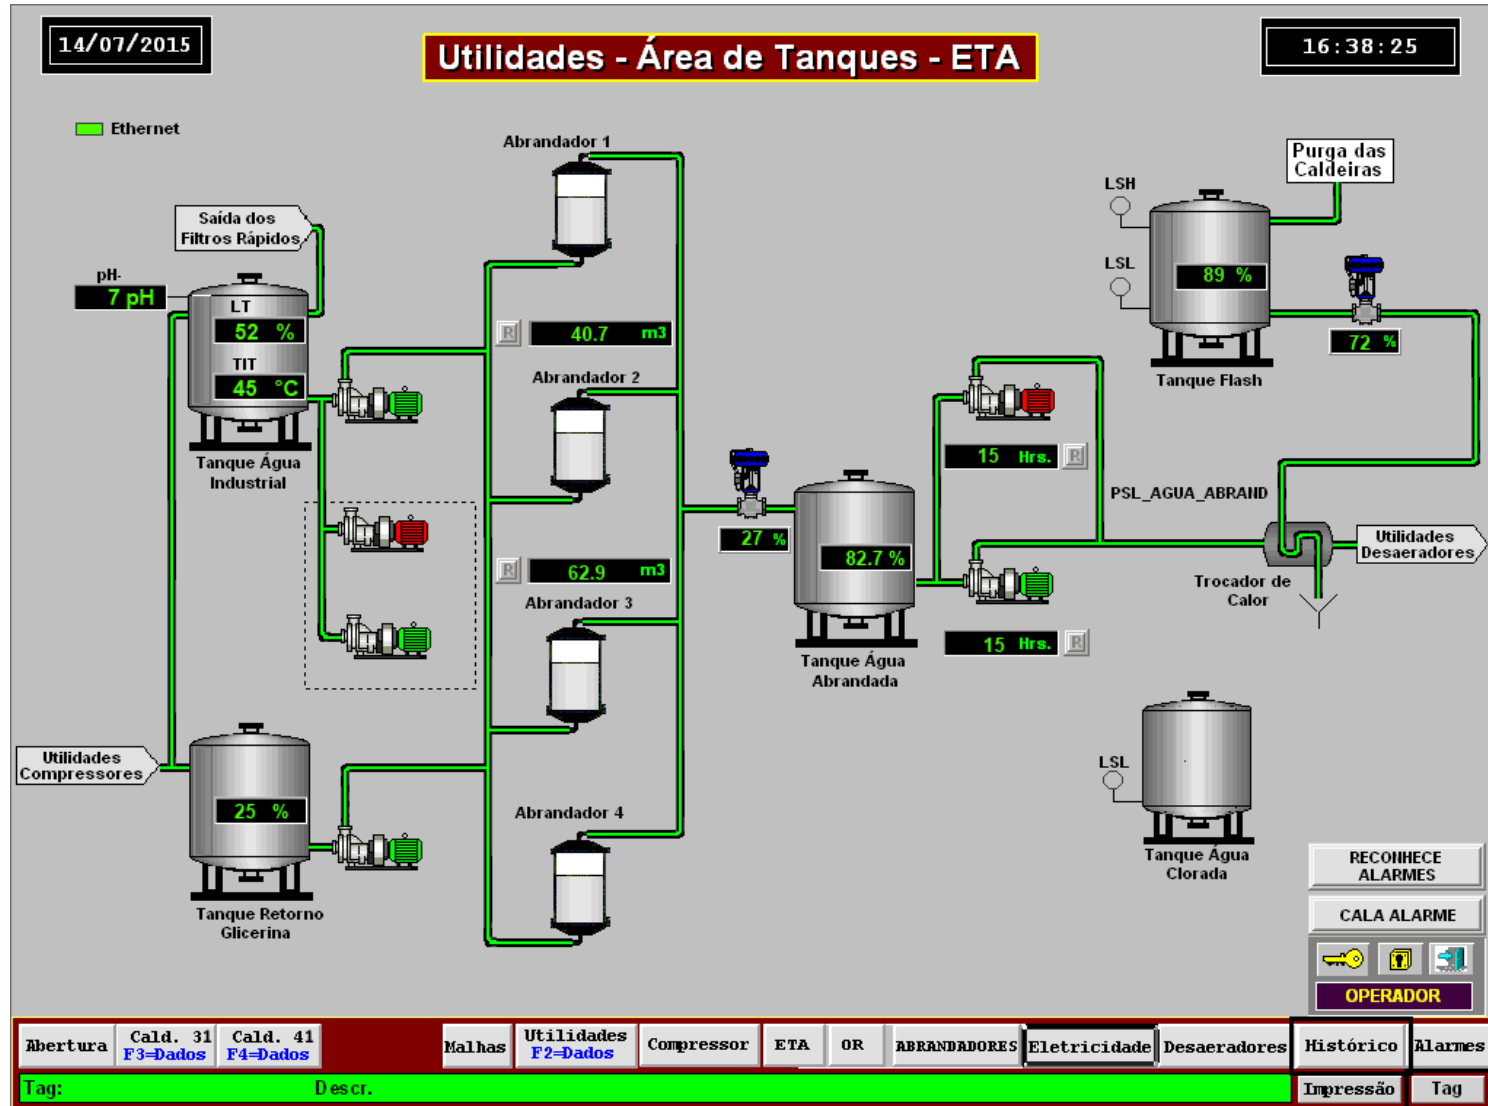 14/07/2015
Utilidades - Área de Tanques - ETA
16:38:25
Ethernet
Abrandador 1
Purga das
Caldeiras
LSH
Saída dos
Filtros Rápidos
LSL
pH-
7 pH
LT
52 %
TIT
45 °C
89 %
R
40.7 m3
72 %
Abrandador 2
Tanque Flash
Tanque Água
Industrial
15 Hrs.
R
PSL_AGUA_ABRAND
27 %
82.7 %
Utilidades
Desaeradores
R
62.9 m3
Trocador de
Calor
Abrandador 3
15 Hrs.
R
Tanque Água
Abrandada
Utilidades
Compressores
LSL
25 %
Abrandador 4
Tanque Água
Clorada
RECONHECE
ALARMES
Tanque Retorno
Glicerina
CALA ALARME
OPERADOR
Abertura
Cald. 31
F3=Dados
Cald. 41
F4=Dados
Malhas
Utilidades
F2=Dados
Compressor
ETA
OR
ABRANDADORES
Eletricidade
Desaeradores
Histórico
Alarmes
Tag:
Descr.
Impressão
Tag